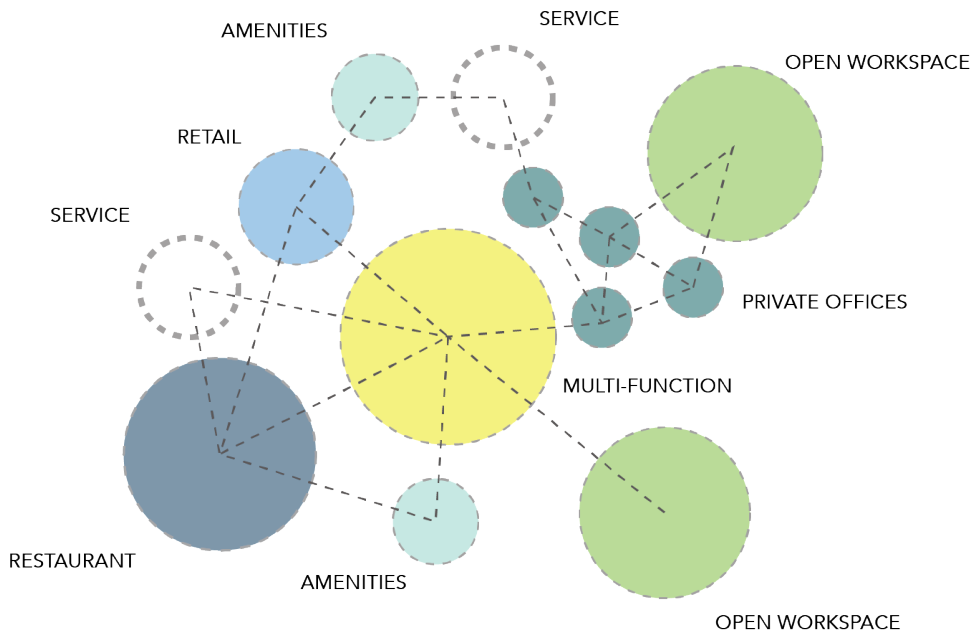 SERVICE
AMENITIES
OPEN WORKSPACE
RETAIL
SERVICE
PRIVATE OFFICES
MULTI-FUNCTION
RESTAURANT
AMENITIES
OPEN WORKSPACE